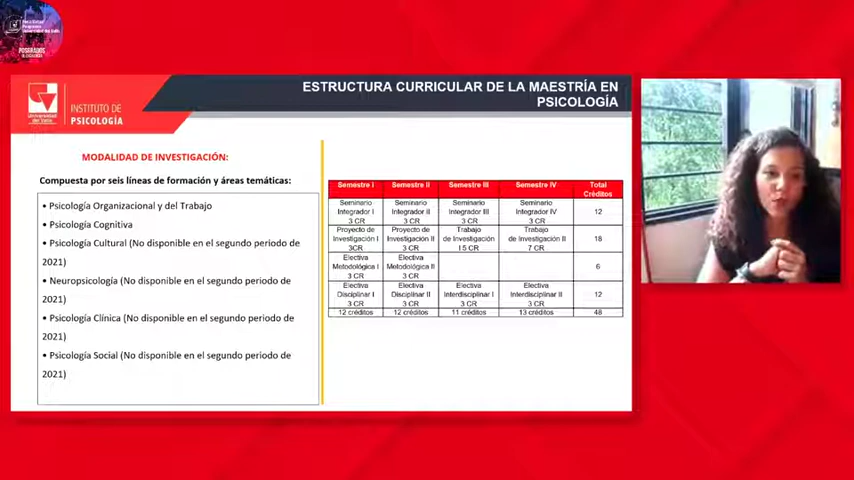 POSGRADOS
ESTRUCTURA CURRICULAR DE LA MAESTRÍA EN
PSICOLOGÍA
Universidad
del Valle
INSTITUTO DE
PSICOLOGÍA
MODALIDAD DE INVESTIGACIÓN:
Compuesta por seis líneas de formación y áreas temáticas:
• Psicología Organizacional y del Trabajo
• Psicología Cognitiva
• Psicología Cultural (No disponible en el segundo periodo de
2021)
• Neuropsicología (No disponible en el segundo periodo de
2021)
• Psicología Clínica (No disponible en el segundo periodo de
2021)
• Psicología Social (No disponible en el segundo periodo de
2021)
Semestre I Semestre II Semestre III Semestre IV Total
Créditos
Seminario Seminario Seminario Seminario
Integrador I Integrador II Integrador III Integrador IV 12
3 CR 3 CR 3 CR 3 CR
Proyecto de Proyecto de Trabajo Trabajo
Investigación I Investigación II de Investigación de Investigación II 18
3CR 3 CR I 5 CR 7 CR
Electiva Electiva
Metodológica I Metodológica II 6
3 CR 3 CR
Electiva Electiva Electiva Electiva
Disciplinar I Disciplinar II Interdisciplinar I Interdisciplinar II 12
3 CR 3 CR 3 CR 3 CR
12 créditos 12 créditos 11 créditos 13 créditos 48